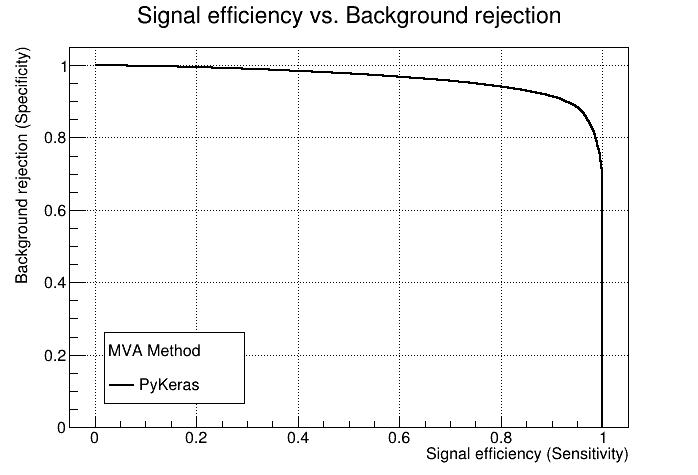 Signal efficiency vs. Background rejection
Background rejection (Specificity)
1
0.8
0.6
0.4
0.2
0
MVA Method
PyKeras
0 0.2 0.4 0.6 0.8 1
Signal efficiency (Sensitivity)